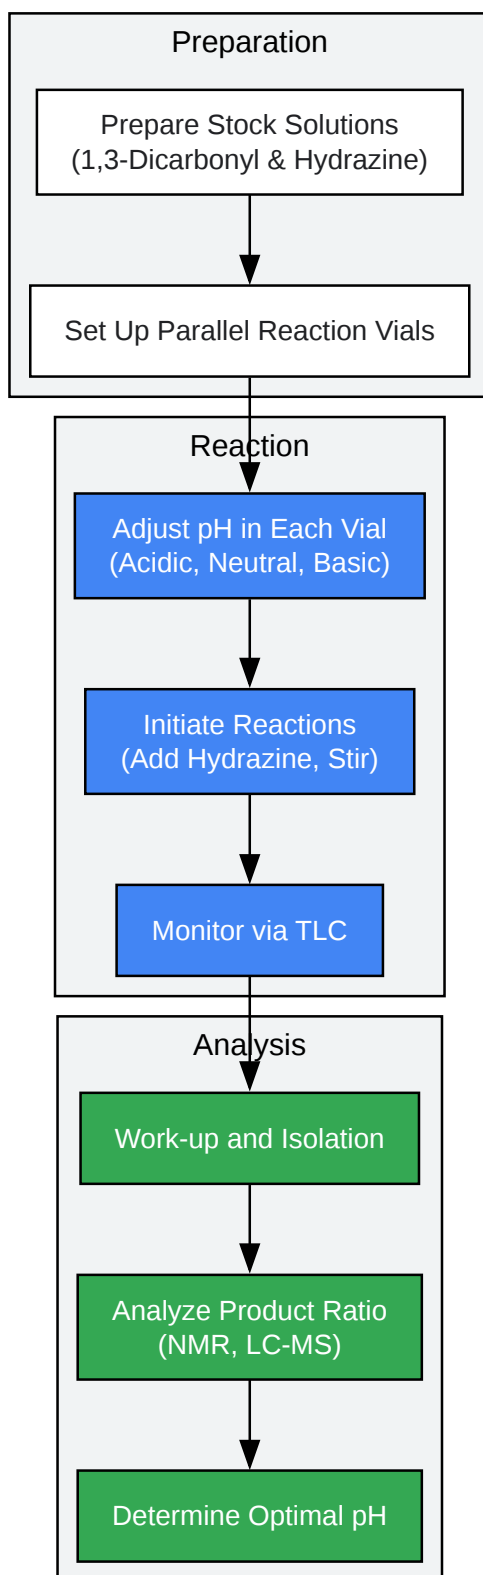 Preparation
Prepare Stock Solutions
(1,3-Dicarbonyl & Hydrazine)
Set Up Parallel Reaction Vials
Reaction
Adjust pH in Each Vial
(Acidic, Neutral, Basic)
Initiate Reactions
(Add Hydrazine, Stir)
Monitor via TLC
Analysis
Work-up and Isolation
Analyze Product Ratio
(NMR, LC-MS)
Determine Optimal pH